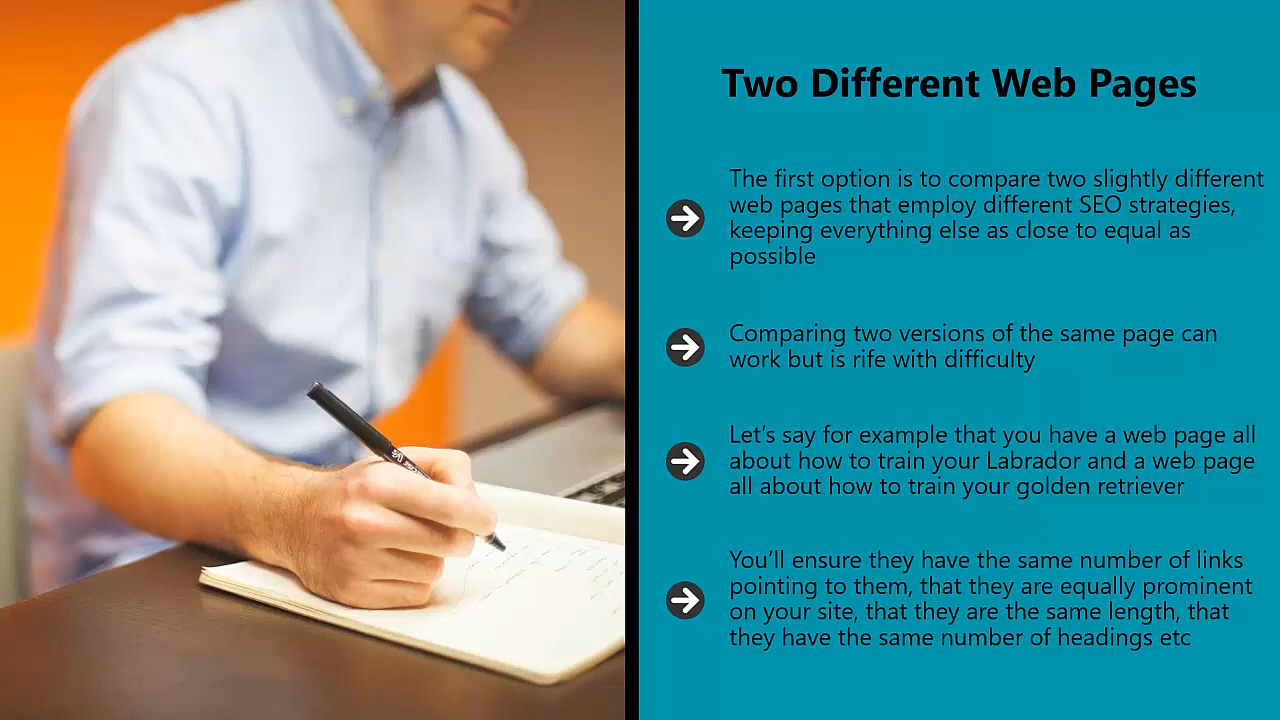 Two Different Web Pages
The first option is to compare two slightly different
web pages that employ different SEO strategies,
keeping everything else as close to equal as
possible
Comparing two versions of the same page can
work but is rife with difficulty
Let’s say for example that you have a web page all
about how to train your Labrador and a web page
all about how to train your golden retriever
You’ll ensure they have the same number of links
pointing to them, that they are equally prominent
on your site, that they are the same length, that
they have the same number of headings etc